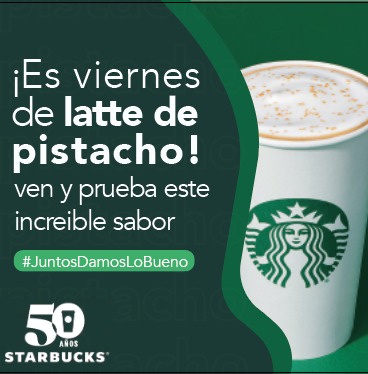 ¡Es viernes
de latte de
pistacho!
ven y prueba este
increible sabor
#JuntosDamosLoBueno
50
AÑOS
STARBUCKS®